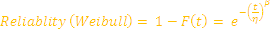 Reliablity (Weibull) = 1 − F(t) = e^{−(t/η)^β}